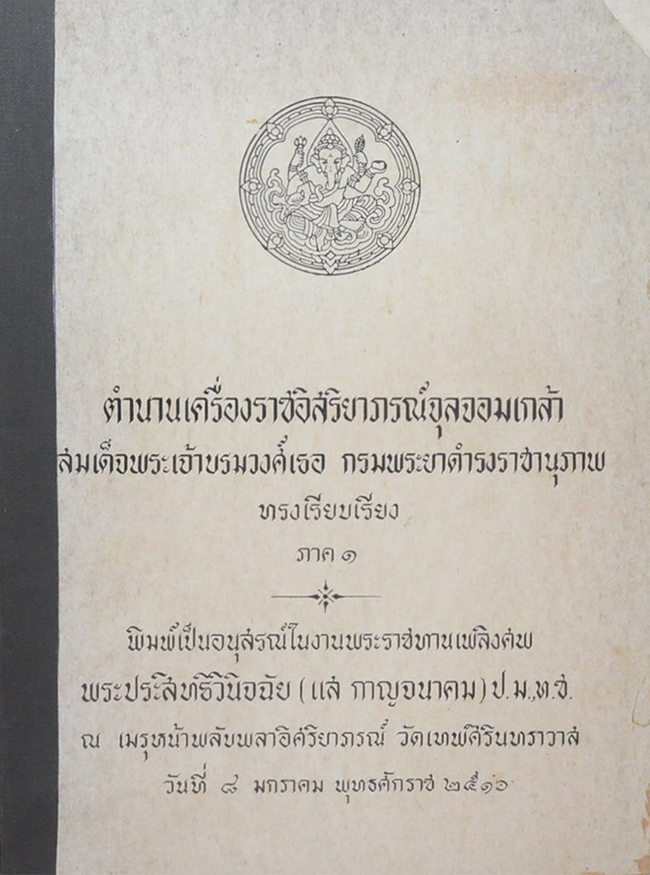 ตำนานเครื่องราชอิสริยาภรณ์จุลจอมเกล้า
สมเด็จพระเจ้าบรมวงศ์เธอ กรมพระยาดำรงราชานุภาพ
ทรงเรียบเรียง
ภาค ๑
พิมพ์เป็นอนุสรณ์ในงานพระราชทานเพลิงศพ
พระประสิทธิวินิจฉัย (แส กาญจนาคม) ป.ม.,ท.ช.
ณ เมรุหน้าพลับพลาอิศริยาภรณ์ วัดเทพศิรินทราวาส
วันที่ ๘ มกราคม พุทธศักราช ๒๕๑๐